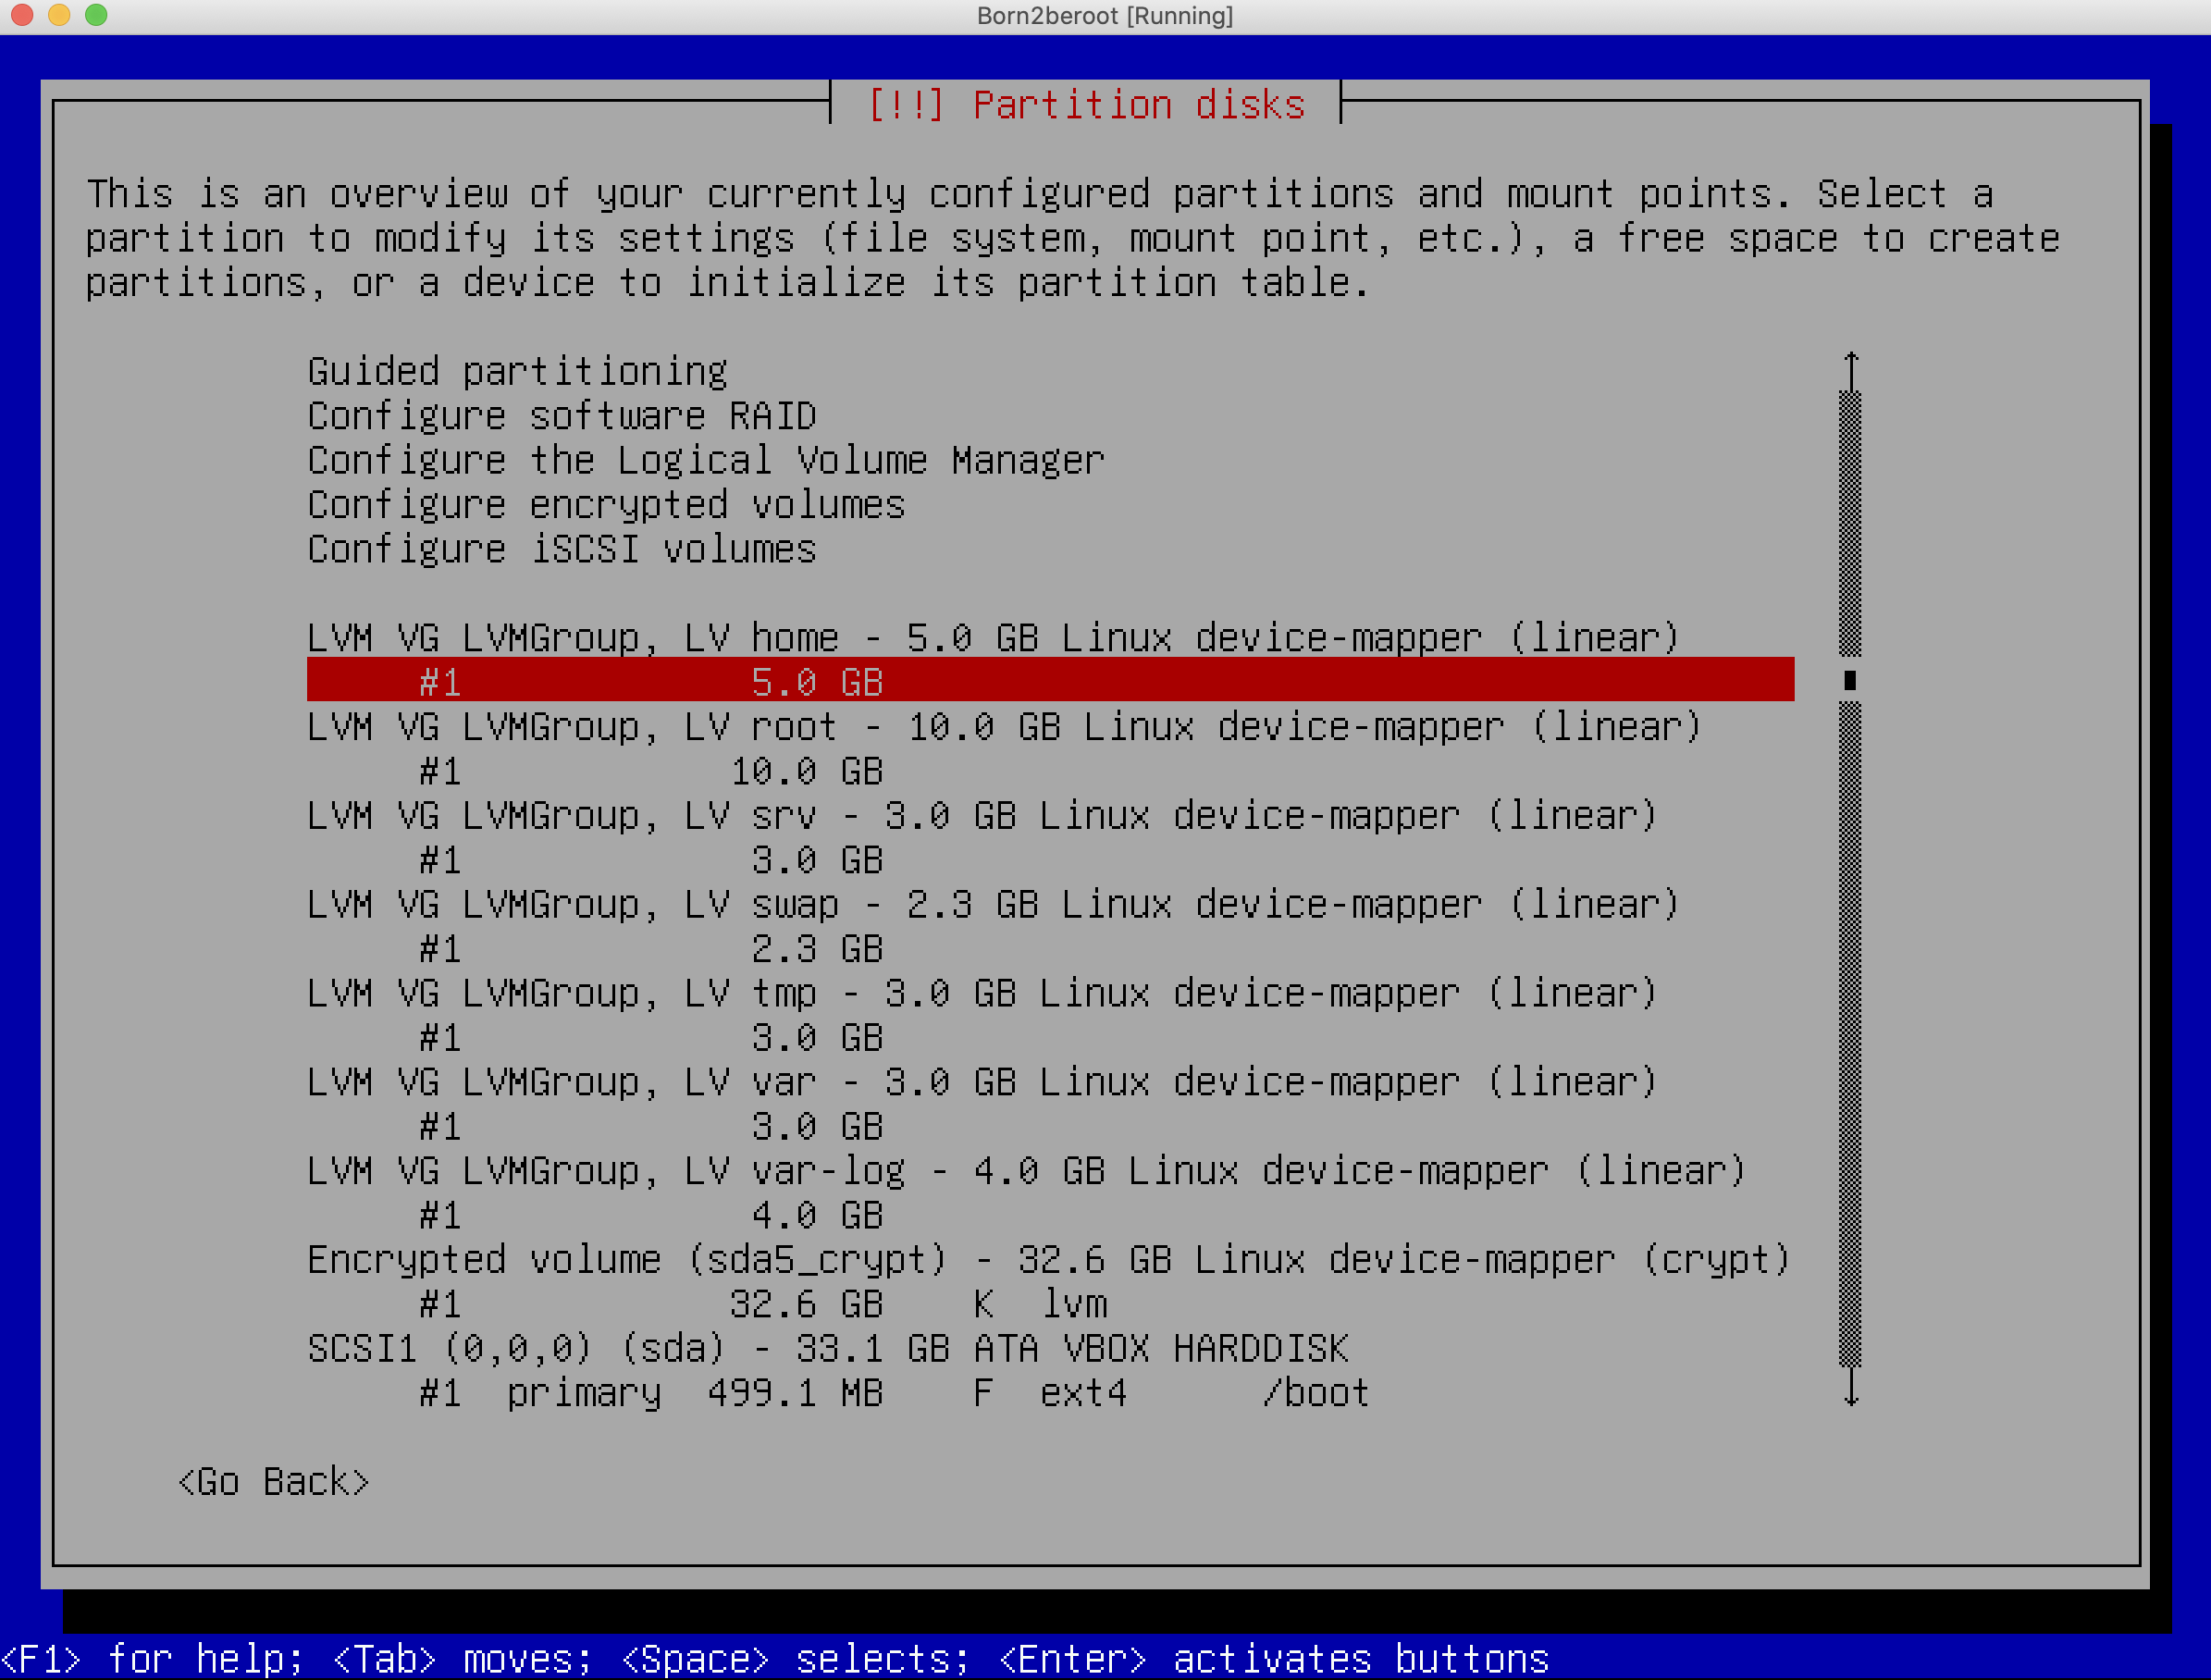 Born2beroot [Running]
[!!] Partition disks
This is an overview of your currently configured partitions and mount points. Select a
partition to modify its settings (file system, mount point, etc.), a free space to create
partitions, or a device to initialize its partition table.
Guided partitioning
Configure software RAID
Configure the Logical Volume Manager
Configure encrypted volumes
Configure iSCSI volumes
LVM VG LVMGroup, LV home - 5.0 GB Linux device-mapper (linear)
#1 5.0 GB
LVM VG LVMGroup, LV root - 10.0 GB Linux device-mapper (linear)
#1 10.0 GB
LVM VG LVMGroup, LV srv - 3.0 GB Linux device-mapper (linear)
#1 3.0 GB
LVM VG LVMGroup, LV swap - 2.3 GB Linux device-mapper (linear)
#1 2.3 GB
LVM VG LVMGroup, LV tmp - 3.0 GB Linux device-mapper (linear)
#1 3.0 GB
LVM VG LVMGroup, LV var - 3.0 GB Linux device-mapper (linear)
#1 3.0 GB
LVM VG LVMGroup, LV var-log - 4.0 GB Linux device-mapper (linear)
#1 4.0 GB
Encrypted volume (sda5_crypt) - 32.6 GB Linux device-mapper (crypt)
#1 32.6 GB K lvm
SCSI1 (0,0,0) (sda) - 33.1 GB ATA VBOX HARDDISK
#1 primary 499.1 MB F ext4 /boot
<Go Back>
<F1> for help; <Tab> moves; <Space> selects; <Enter> activates buttons